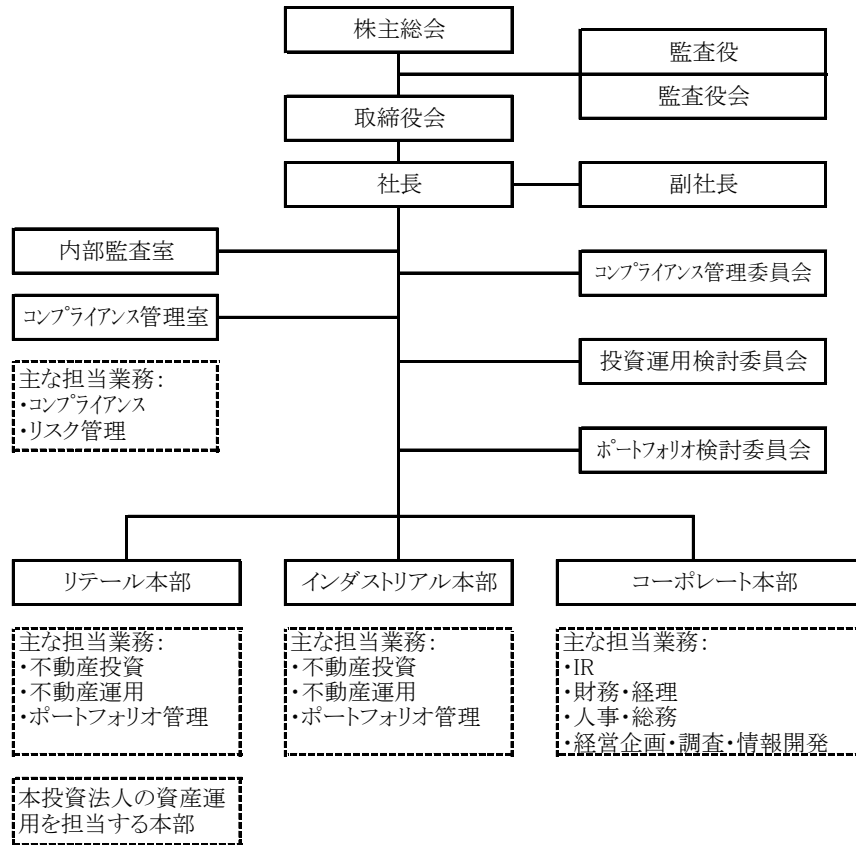 株主総会
監査役
監査役会
取締役会
社長
副社長
内部監査室
コンプライアンス管理委員会
コンプライアンス管理室
主な担当業務：
・コンプライアンス
・リスク管理
投資運用検討委員会
ポートフォリオ検討委員会
リテール本部
インダストリアル本部
コーポレート本部
主な担当業務：
・不動産投資
・不動産運用
・ポートフォリオ管理
主な担当業務：
・不動産投資
・不動産運用
・ポートフォリオ管理
主な担当業務：
・IR
・財務・経理
・人事・総務
・経営企画・調査・情報開発
本投資法人の資産運
用を担当する本部